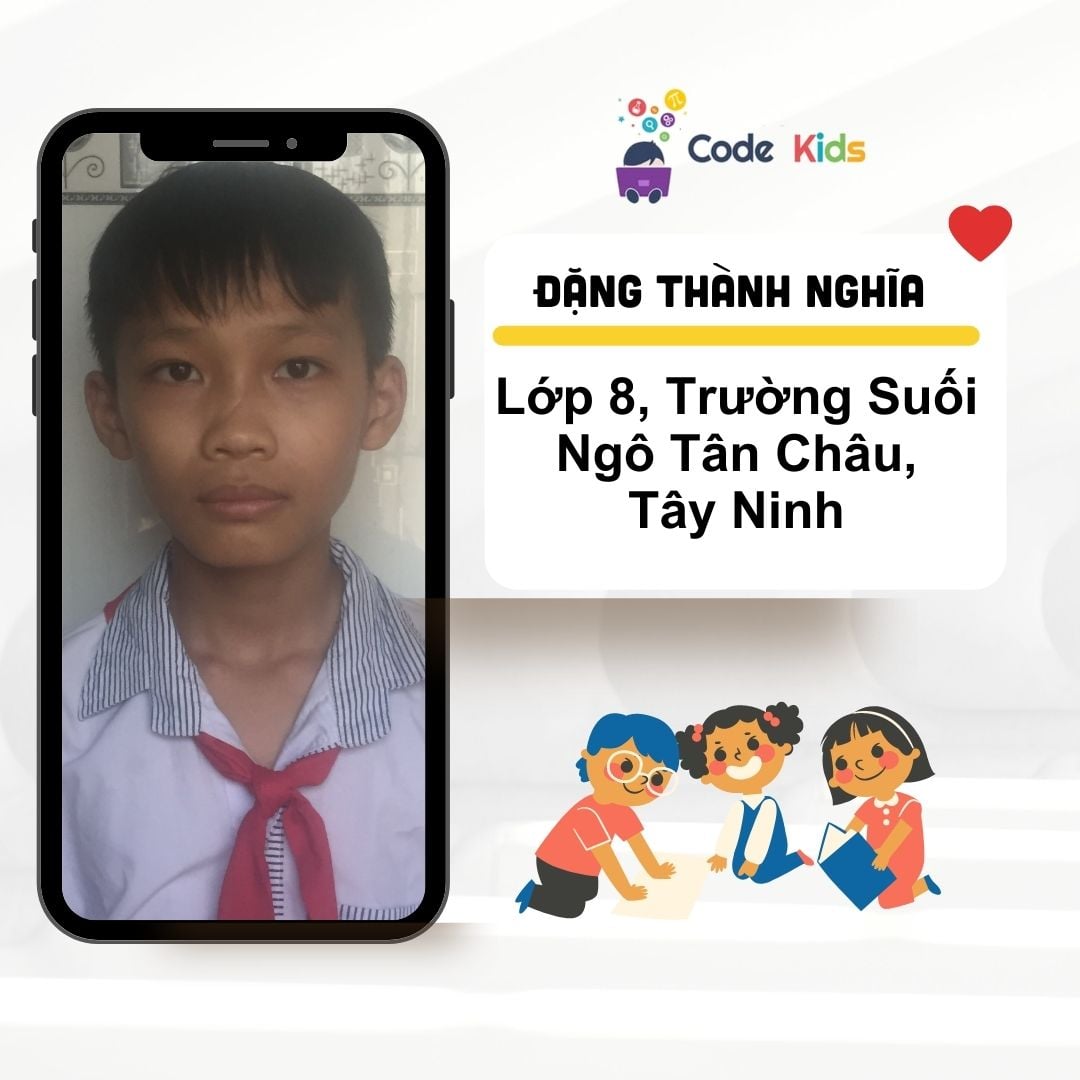 Code Kids
ĐẶNG THÀNH NGHĨA
Lớp 8, Trường Suối
Ngô Tân Châu,
Tây Ninh